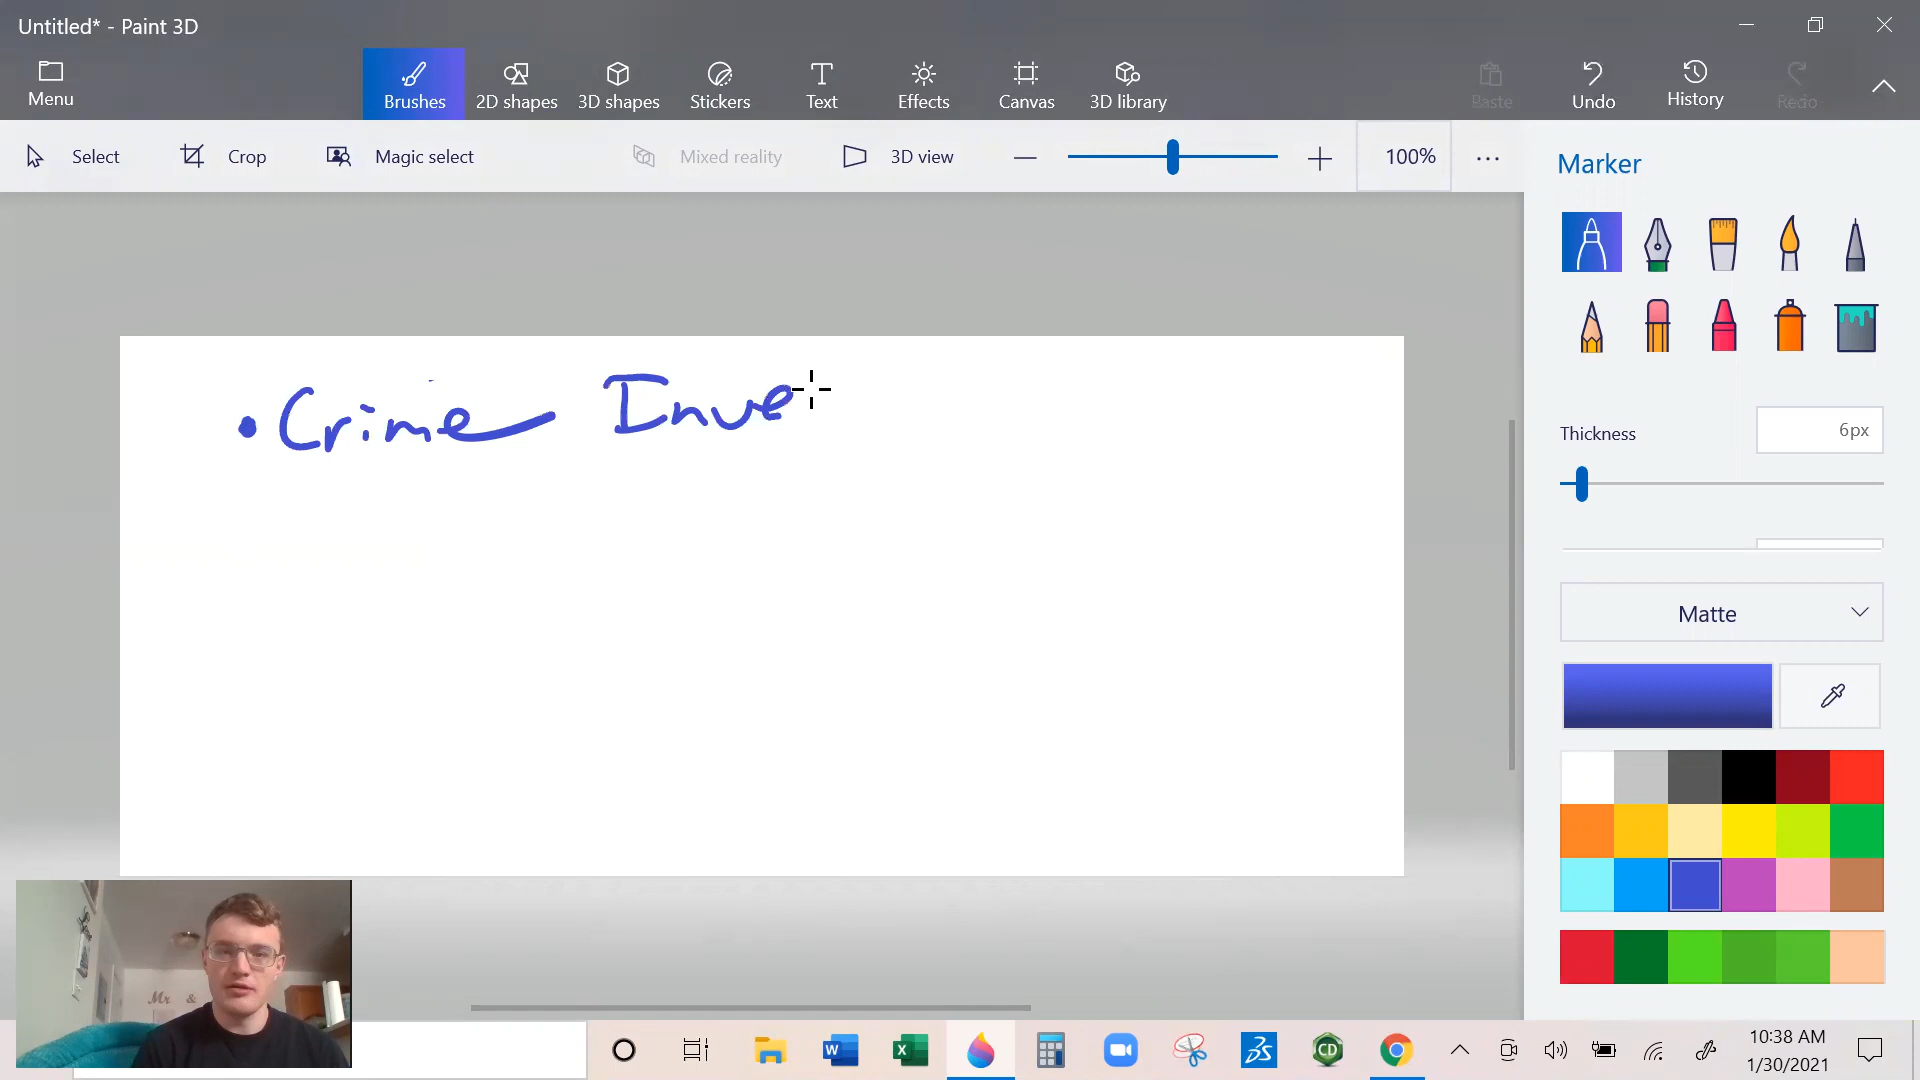 Untitled* - Paint 3D
Menu
Brushes 2D shapes 3D shapes Stickers Text Effects Canvas 3D library Paste Undo History Redo
Select Crop Magic select Mixed reality 3D view 100%
Marker
• Crime Inve
Thickness 6px
Matte
Mr &
10:38 AM
1/30/2021
W X CD